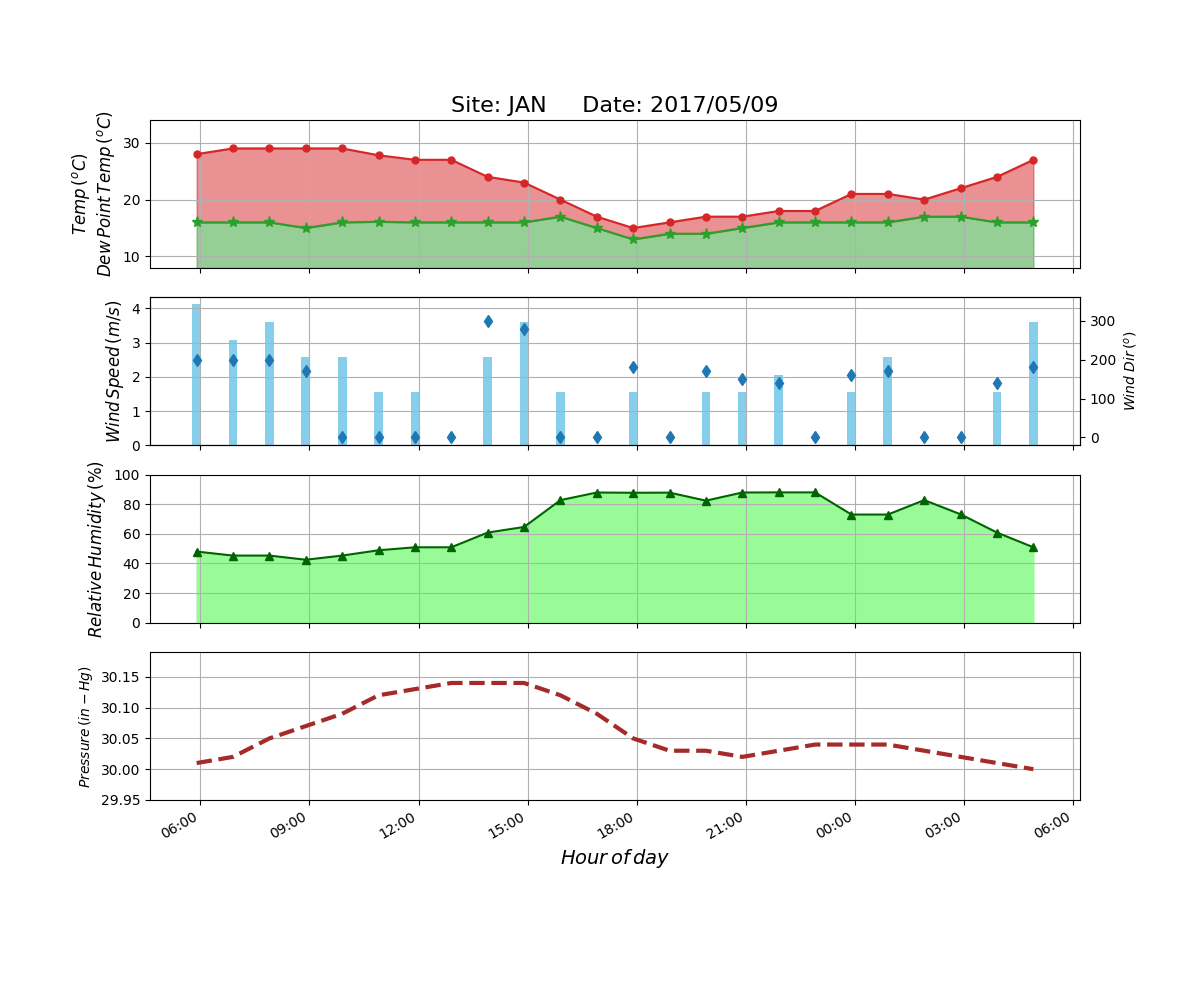 Site: JAN     Date: 2017/05/09
Temp (°C)
Dew Point Temp (°C)
30
20
10
Wind Speed (m/s)
4
3
2
1
0
300
200
100
0
Wind Dir (°)
Relative Humidity (%)
100
80
60
40
20
0
Pressure (in − Hg)
30.15
30.10
30.05
30.00
29.95
06:00 09:00 12:00 15:00 18:00 21:00 00:00 03:00 06:00
Hour of day